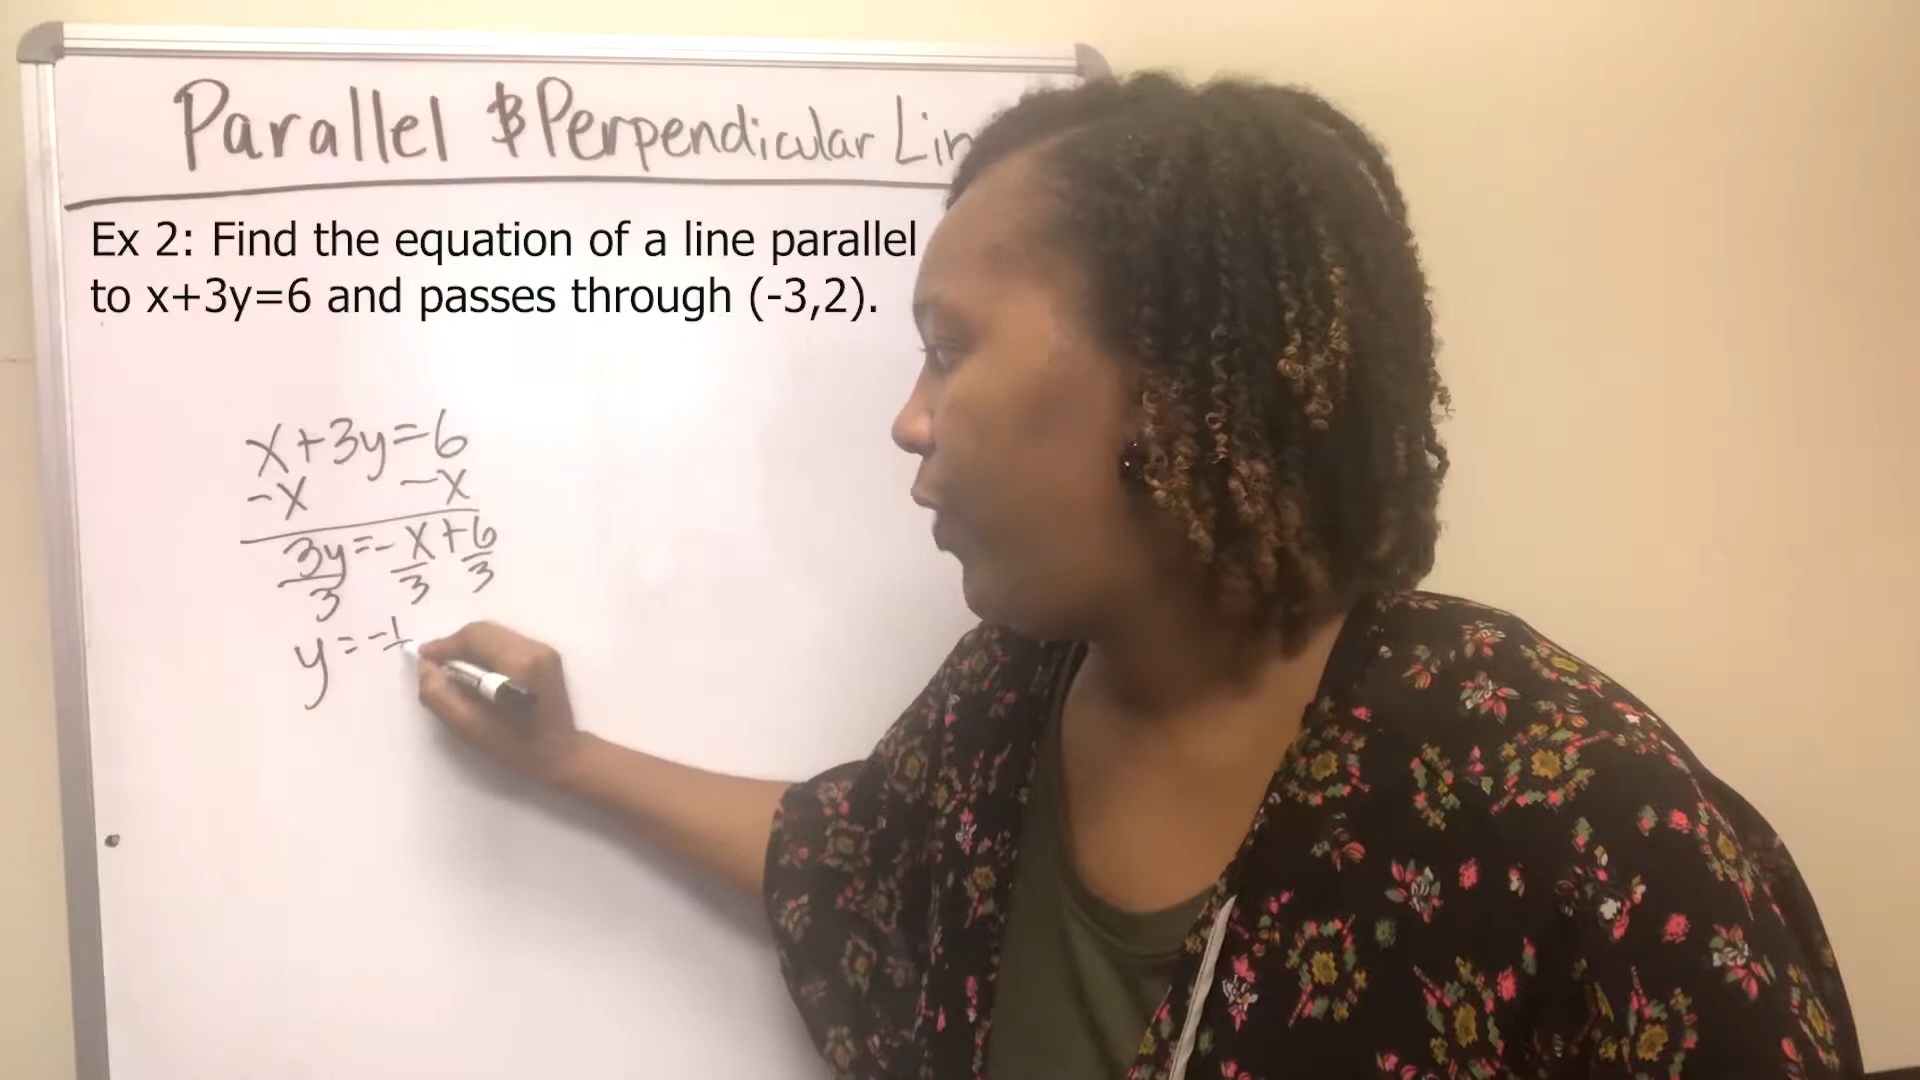 Parallel & Perpendicular Lin
Ex 2: Find the equation of a line parallel
to x+3y=6 and passes through (-3,2).
x+3y=6
-x -x
3y=-x+6
3 3 3
y=-1